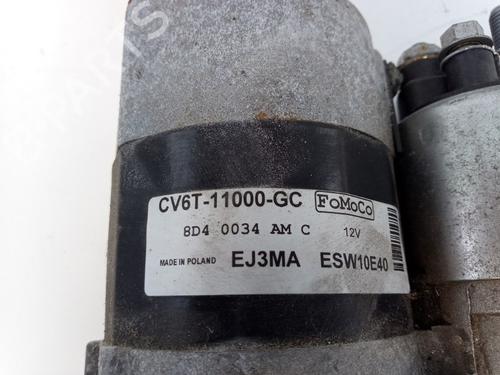 CV6T-11000-GC FoMoCo
8D4 0034 AM C 12V
MADE IN POLAND EJ3MA ESW10E40